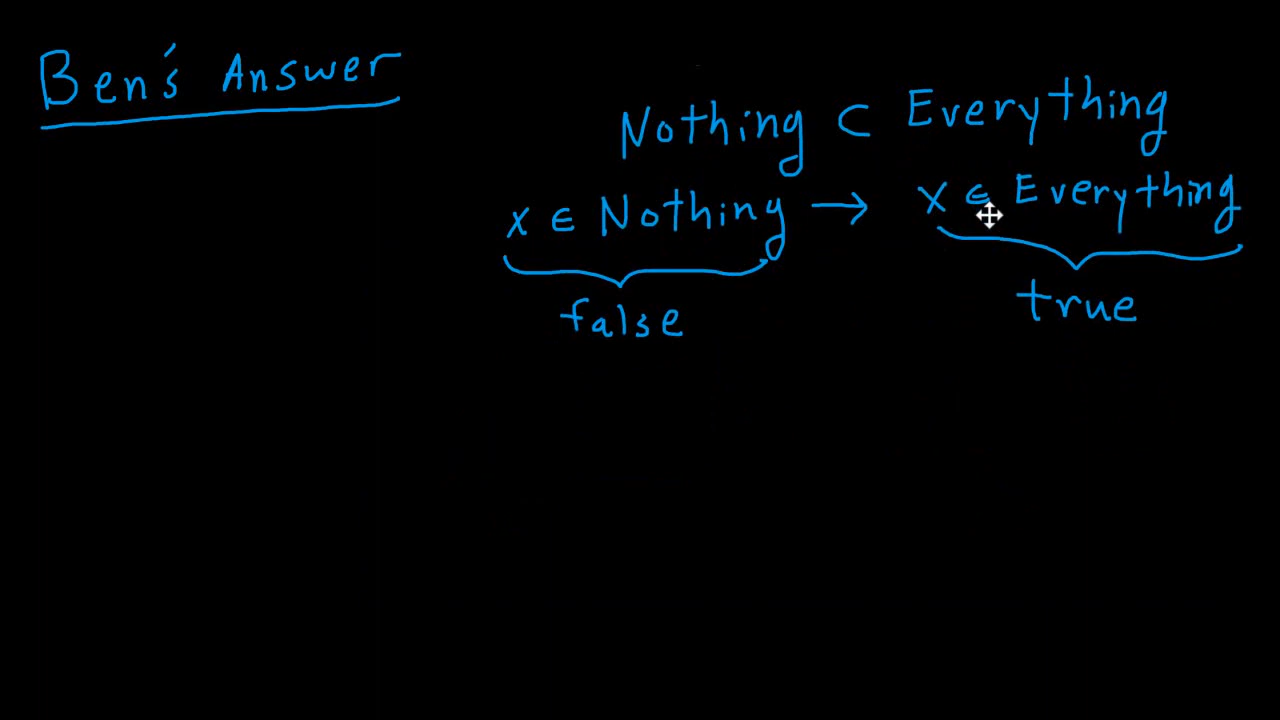 Ben's Answer
Nothing ⊂ Everything
x ∈ Nothing → x ∈ Everything
false true